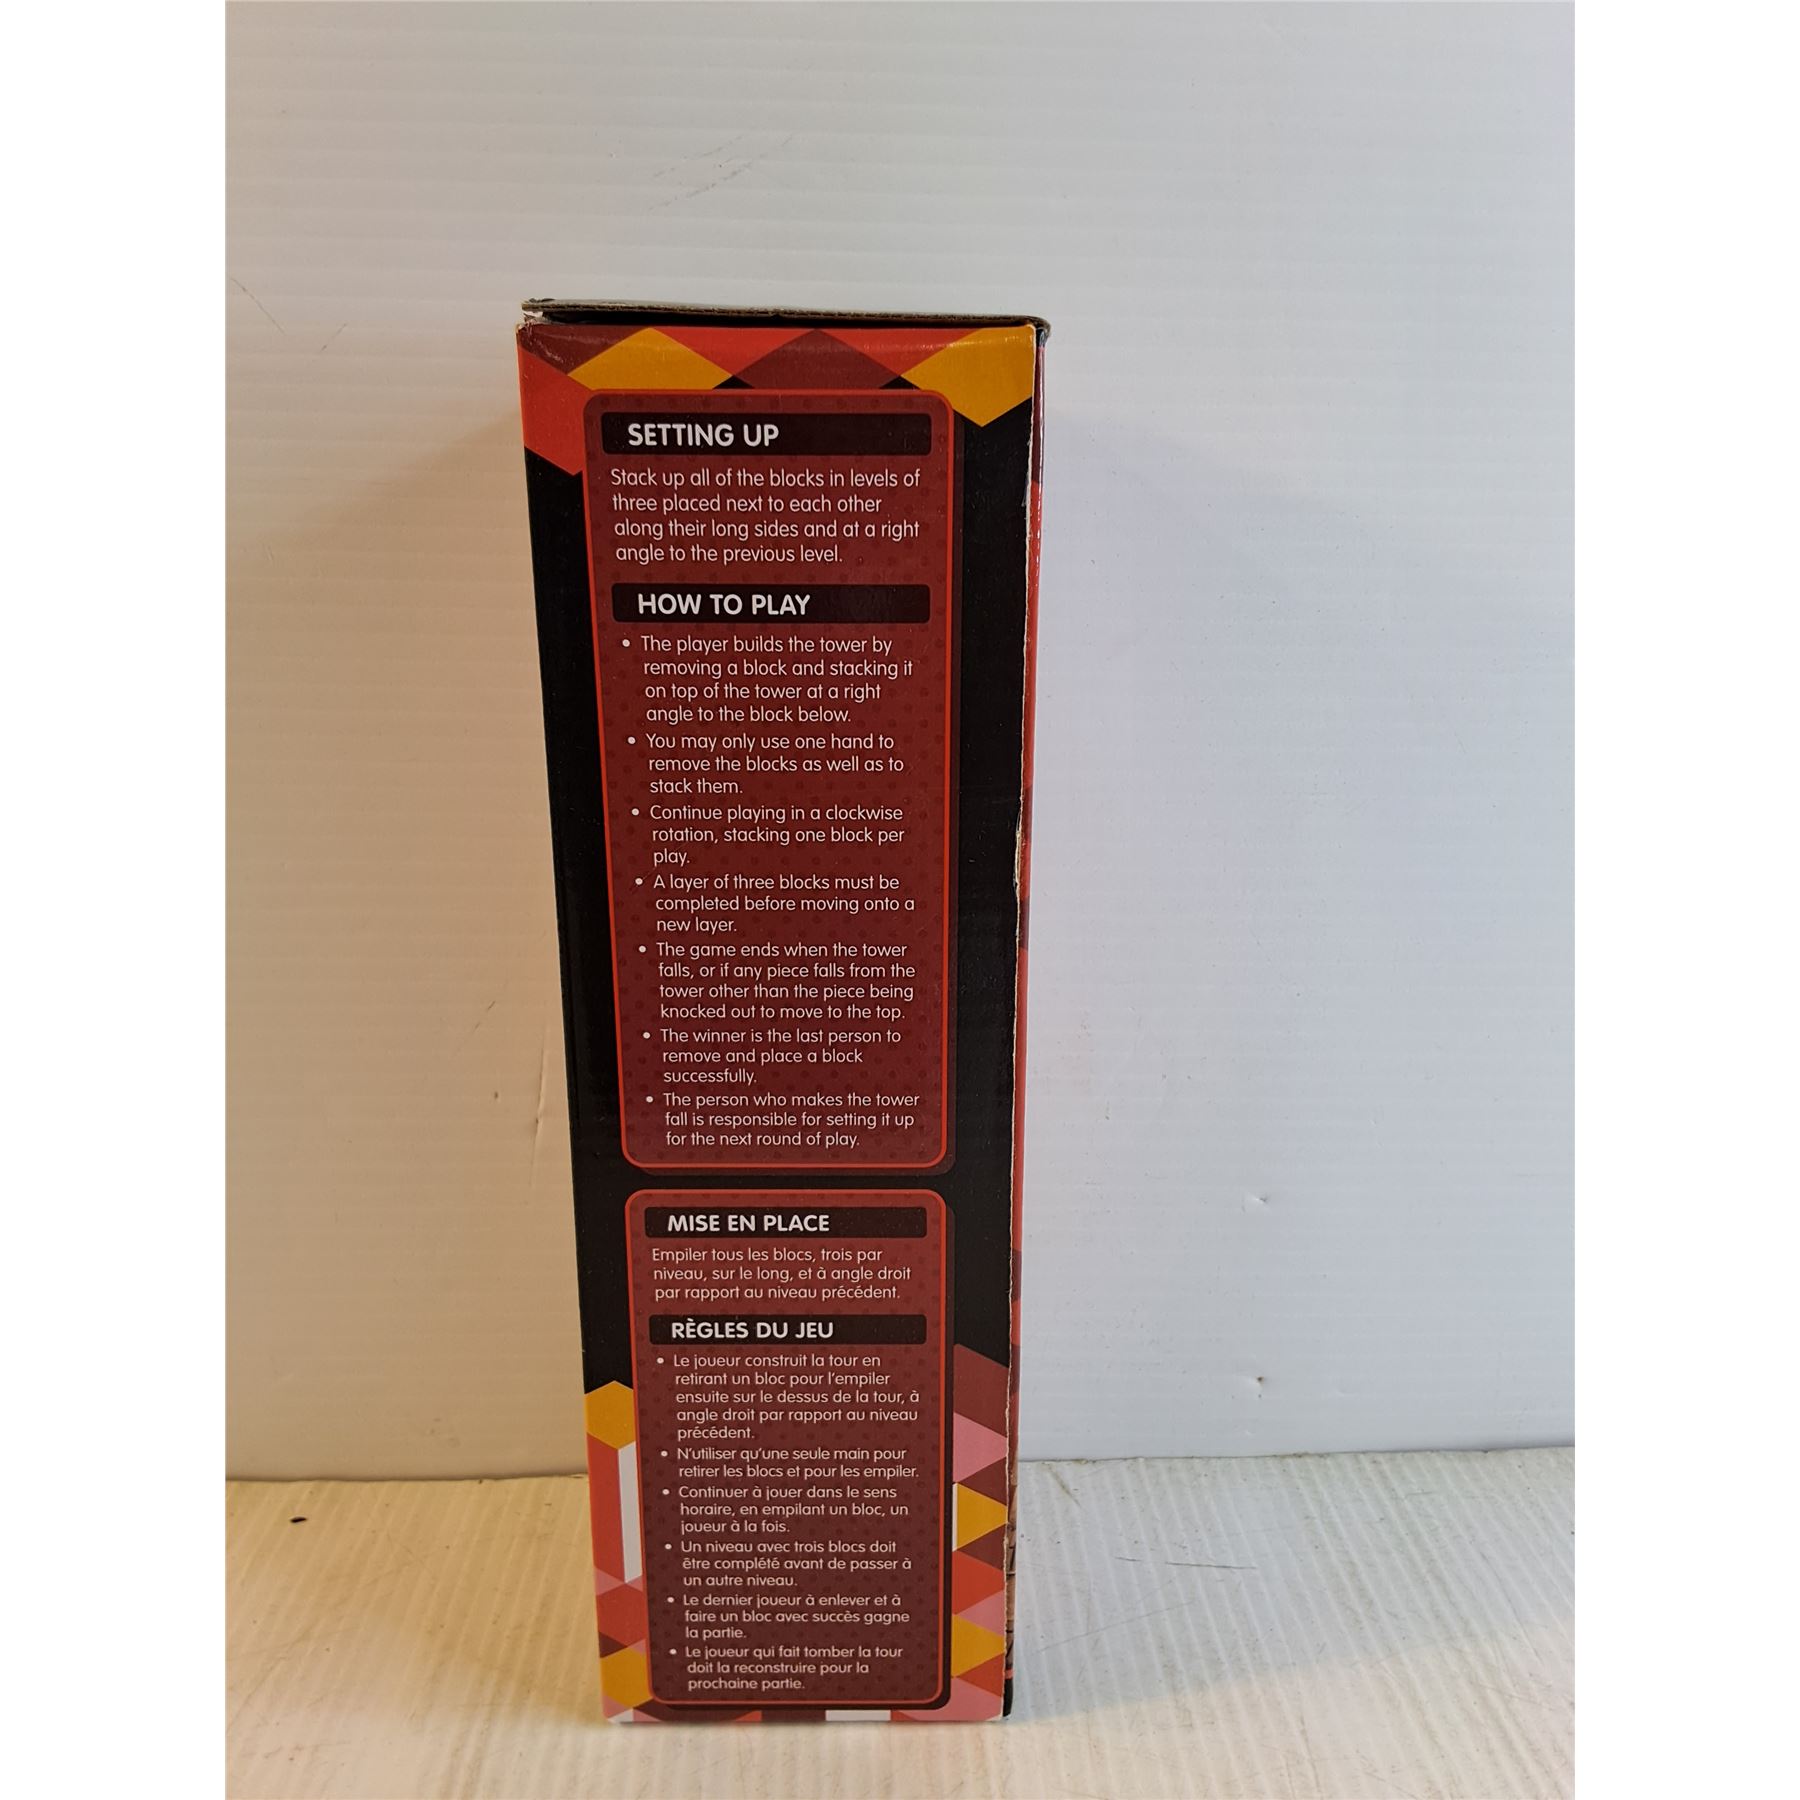 SETTING UP
Stack up all of the blocks in levels of
three placed next to each other
along their long sides and at a right
angle to the previous level.
HOW TO PLAY
• The player builds the tower by
removing a block and stacking it
on top of the tower at a right
angle to the block below.
• You may only use one hand to
remove the blocks as well as to
stack them.
• Continue playing in a clockwise
rotation, stacking one block per
play.
• A layer of three blocks must be
completed before moving onto a
new layer.
• The game ends when the tower
falls, or if any piece falls from the
tower other than the piece being
knocked out to move to the top.
• The winner is the last person to
remove and place a block
successfully.
• The person who makes the tower
fall is responsible for setting it up
for the next round of play.
MISE EN PLACE
Empiler tous les blocs, trois par
niveau, sur le long, et à angle droit
par rapport au niveau précédent.
RÈGLES DU JEU
• Le joueur construit la tour en
retirant un bloc pour l'empiler
ensuite sur le dessus de la tour, à
angle droit par rapport au niveau
précédent.
• N'utiliser qu'une seule main pour
retirer les blocs et pour les empiler.
• Continuer à jouer dans le sens
horaire, en empilant un bloc, un
joueur à la fois.
• Un niveau avec trois blocs doit
être complété avant de passer à
un autre niveau.
• Le dernier joueur à enlever et à
faire un bloc avec succès gagne
la partie.
• Le joueur qui fait tomber la tour
doit la reconstruire pour la
prochaine partie.